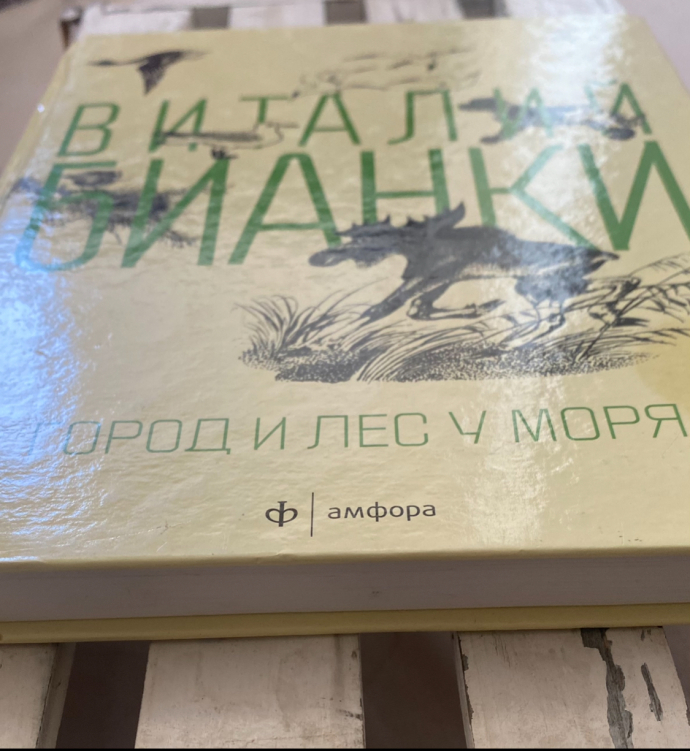 ВИТАЛИЙ
БИАНКИ
ГОРОД И ЛЕС У МОРЯ
Ф | амфора